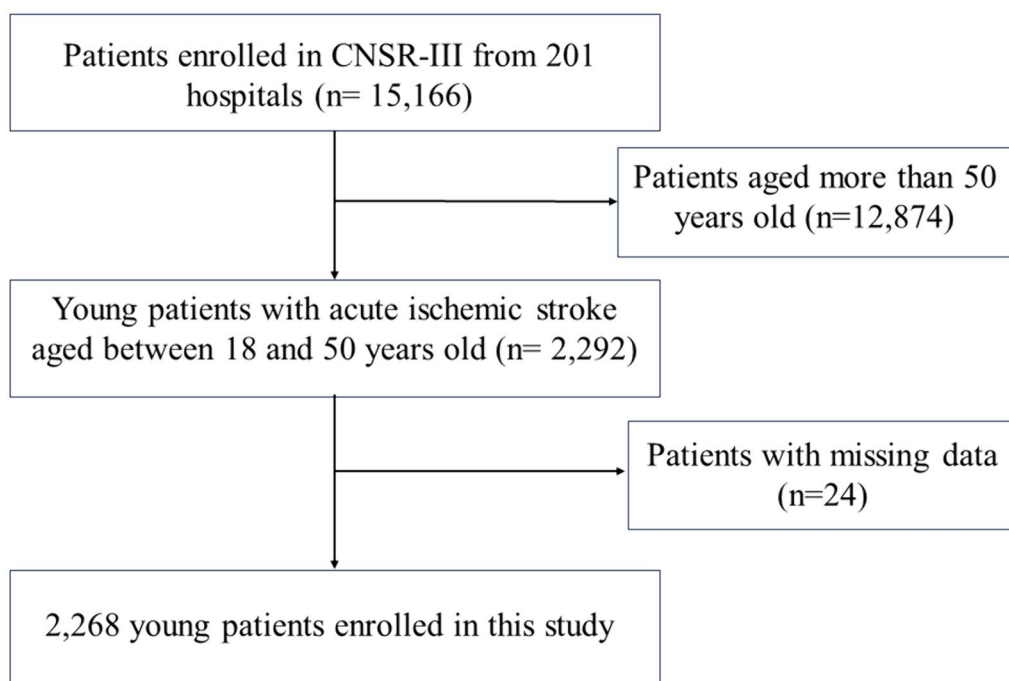 Patients enrolled in CNSR-III from 201
hospitals (n= 15,166)
Patients aged more than 50
years old (n=12,874)
Young patients with acute ischemic stroke
aged between 18 and 50 years old (n= 2,292)
Patients with missing data
(n=24)
2,268 young patients enrolled in this study